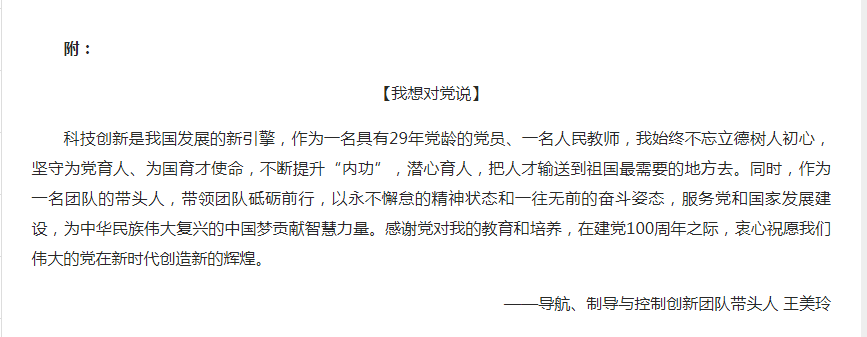 附：
【我想对党说】
科技创新是我国发展的新引擎，作为一名具有29年党龄的党员、一名人民教师，我始终不忘立德树人初心，
坚守为党育人、为国育才使命，不断提升“内功”，潜心育人，把人才输送到祖国最需要的地方去。同时，作为
一名团队的带头人，带领团队砥砺前行，以永不懈怠的精神状态和一往无前的奋斗姿态，服务党和国家发展建
设，为中华民族伟大复兴的中国梦贡献智慧力量。感谢党对我的教育和培养，在建党100周年之际，衷心祝愿我们
伟大的党在新时代创造新的辉煌。
——导航、制导与控制创新团队带头人 王美玲